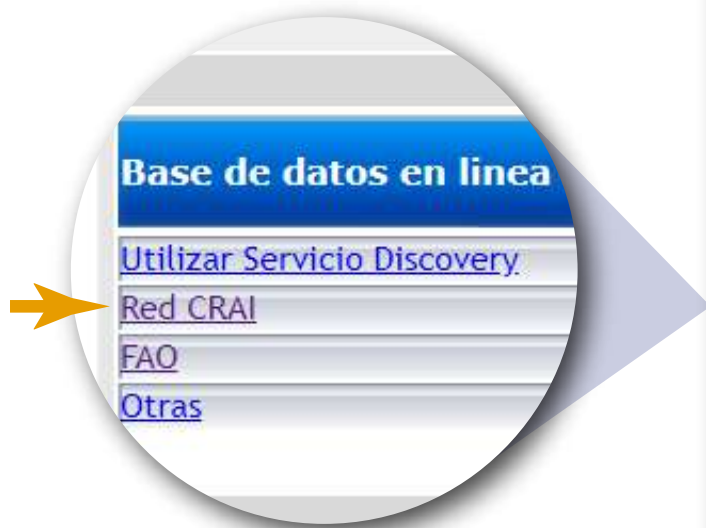 Base de datos en linea
Utilizar Servicio Discovery
Red CRAI
FAO
Otras